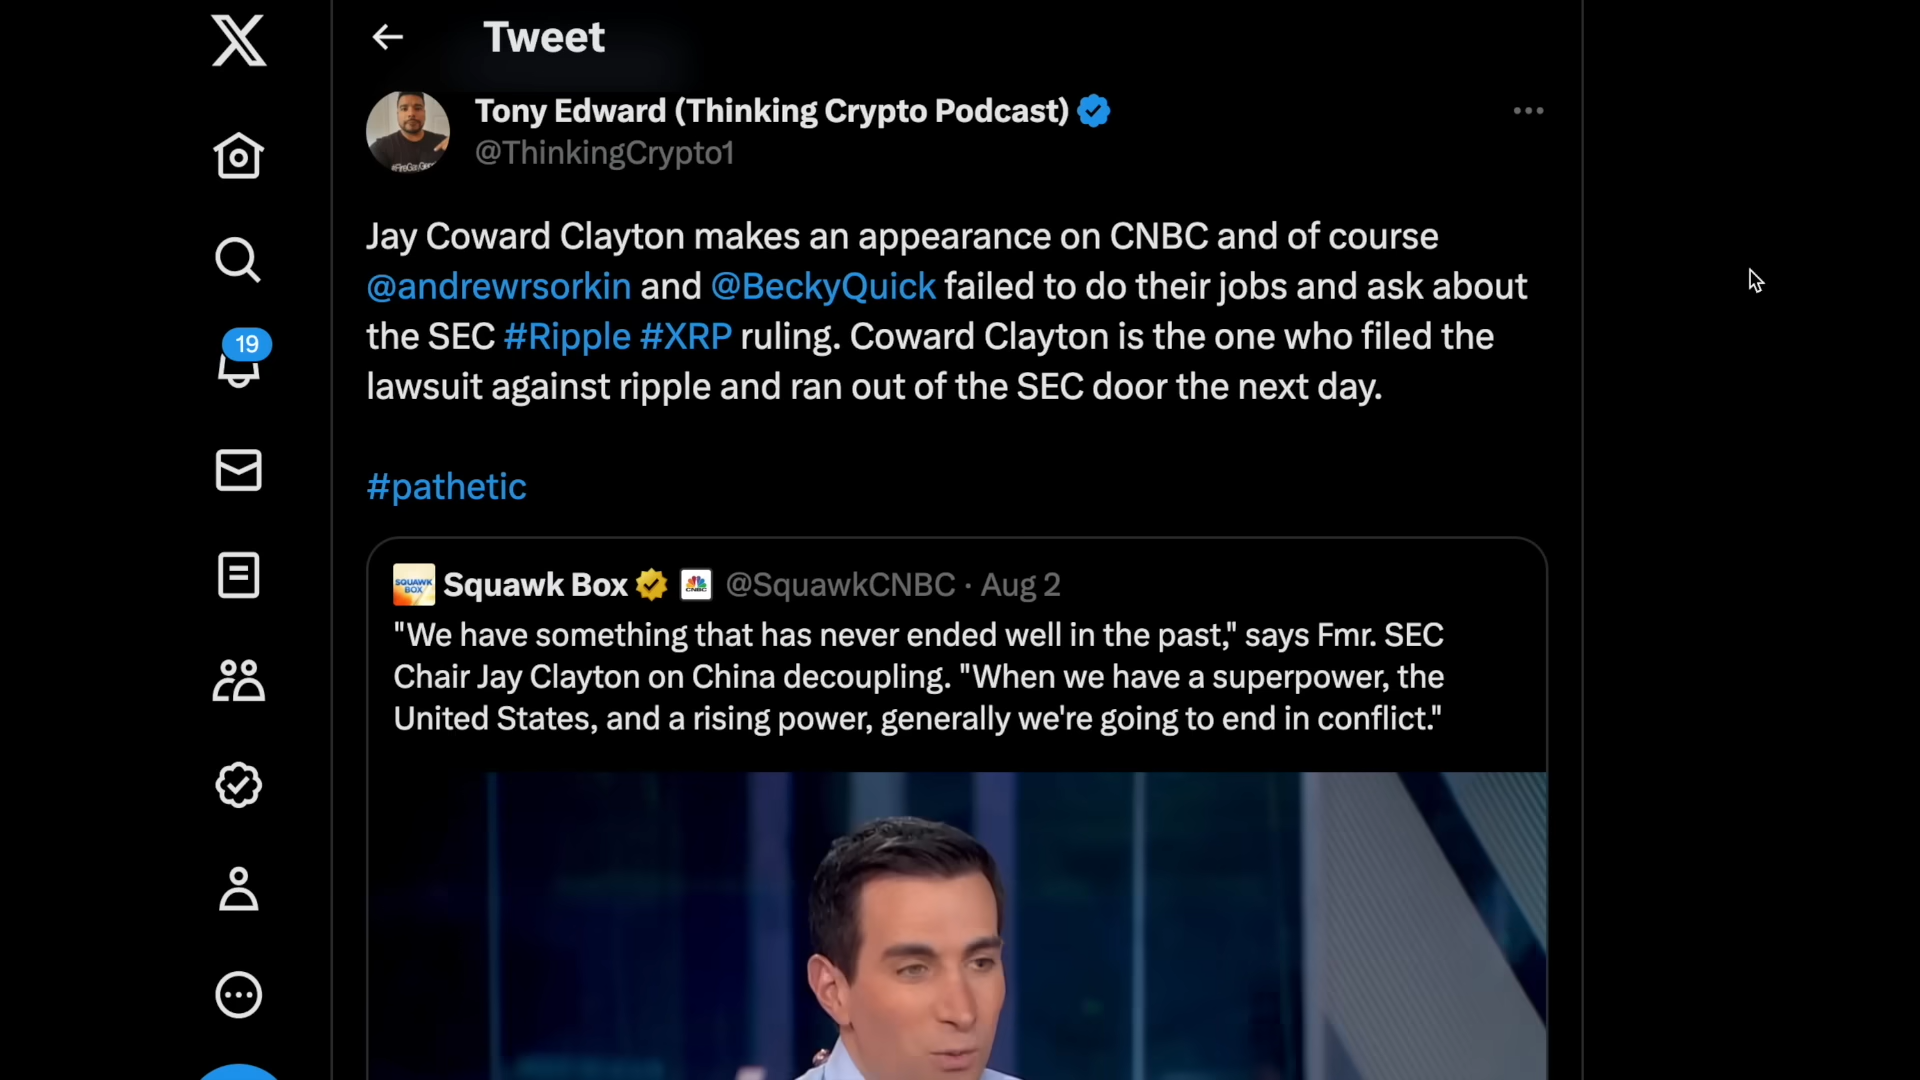 Tweet
Tony Edward (Thinking Crypto Podcast)
@ThinkingCrypto1
Jay Coward Clayton makes an appearance on CNBC and of course
@andrewrsorkin and @BeckyQuick failed to do their jobs and ask about
the SEC #Ripple #XRP ruling. Coward Clayton is the one who filed the
lawsuit against ripple and ran out of the SEC door the next day.
19
#pathetic
SQUAWK
BOX
Squawk Box
CNBC
@SquawkCNBC · Aug 2
"We have something that has never ended well in the past," says Fmr. SEC
Chair Jay Clayton on China decoupling. "When we have a superpower, the
United States, and a rising power, generally we're going to end in conflict."